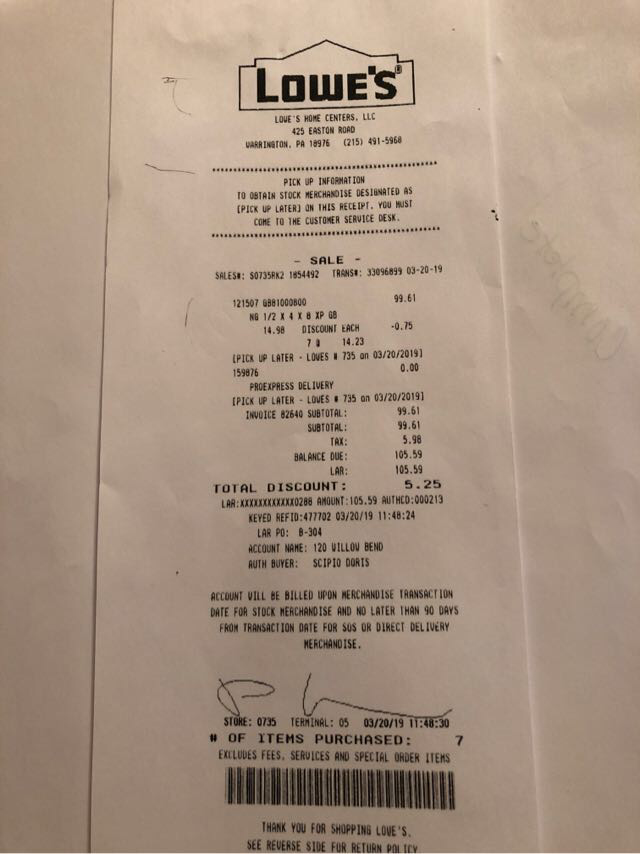 LOWE'S
LOWE'S HOME CENTERS, LLC
425 EASTON ROAD
WARRINGTON, PA 18976 (215) 491-5960
PICK UP INFORMATION
TO OBTAIN STOCK MERCHANDISE DESIGNATED AS
[PICK UP LATER] ON THIS RECEIPT, YOU MUST
COME TO THE CUSTOMER SERVICE DESK.
- SALE -
SALES#: S0735RK2 1854492 TRANS#: 33096899 03-20-19
121507 GB81000800 99.61
NG 1/2 X 4 X 8 XP GB
14.98 DISCOUNT EACH -0.75
7 @ 14.23
[PICK UP LATER - LOWES # 735 on 03/20/2019]
159876 0.00
PROEXPRESS DELIVERY
[PICK UP LATER - LOWES # 735 on 03/20/2019]
INVOICE 82640 SUBTOTAL: 99.61
SUBTOTAL: 99.61
TAX: 5.98
BALANCE DUE: 105.59
LAR: 105.59
TOTAL DISCOUNT: 5.25
LAR:XXXXXXXXXXXX0288 AMOUNT:105.59 AUTHCD:000213
KEYED REFID:477702 03/20/19 11:48:24
LAR PO: B-304
ACCOUNT NAME: 120 WILLOW BEND
AUTH BUYER: SCIPIO DORIS
ACCOUNT WILL BE BILLED UPON MERCHANDISE TRANSACTION
DATE FOR STOCK MERCHANDISE AND NO LATER THAN 90 DAYS
FROM TRANSACTION DATE FOR SOS OR DIRECT DELIVERY
MERCHANDISE.
STORE: 0735 TERMINAL: 05 03/20/19 11:48:30
# OF ITEMS PURCHASED: 7
EXCLUDES FEES, SERVICES AND SPECIAL ORDER ITEMS
THANK YOU FOR SHOPPING LOWE'S.
SEE REVERSE SIDE FOR RETURN POLICY